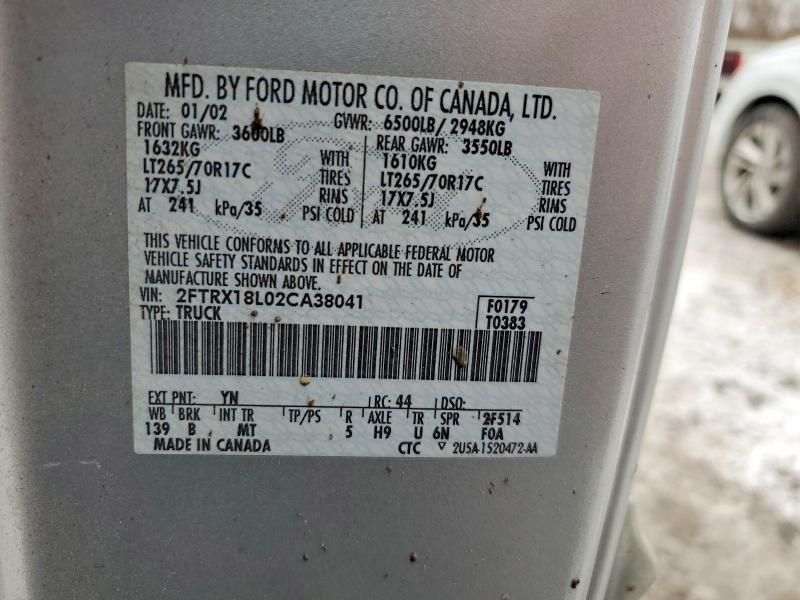 MFD. BY FORD MOTOR CO. OF CANADA, LTD.
DATE: 01/02 GVWR: 6500LB/ 2948KG
FRONT GAWR: 3600LB REAR GAWR: 3550LB
1632KG WITH 1610KG WITH
LT265/70R17C TIRES LT265/70R17C TIRES
17X7.5J RIMS 17X7.5J RIMS
AT 241 kPa/35 PSI COLD AT 241 kPa/35 PSI COLD
THIS VEHICLE CONFORMS TO ALL APPLICABLE FEDERAL MOTOR
VEHICLE SAFETY STANDARDS IN EFFECT ON THE DATE OF
MANUFACTURE SHOWN ABOVE.
VIN: 2FTRX18L02CA38041 F0179
TYPE: TRUCK T0383
EXT PNT: YN RC: 44 DSO:
WB BRK INT TR TP/PS R AXLE TR SPR 2F514
139 B MT 5 H9 U 6N F0A
MADE IN CANADA CTC 2U5A-1520472-AA